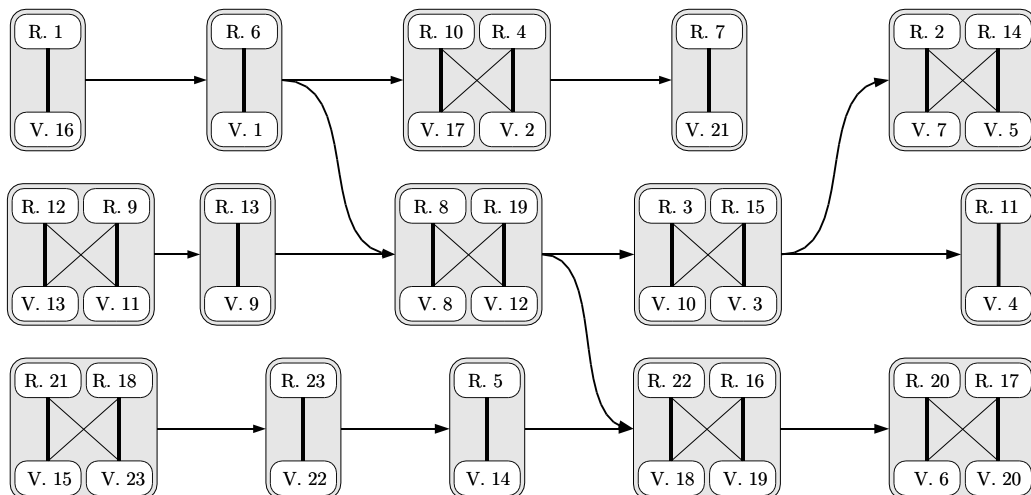 R. 1 R. 6 R. 10 R. 4 R. 7 R. 2 R. 14
V. 16 V. 1 V. 17 V. 2 V. 21 V. 7 V. 5
R. 12 R. 9 R. 13 R. 8 R. 19 R. 3 R. 15 R. 11
V. 13 V. 11 V. 9 V. 8 V. 12 V. 10 V. 3 V. 4
R. 21 R. 18 R. 23 R. 5 R. 22 R. 16 R. 20 R. 17
V. 15 V. 23 V. 22 V. 14 V. 18 V. 19 V. 6 V. 20